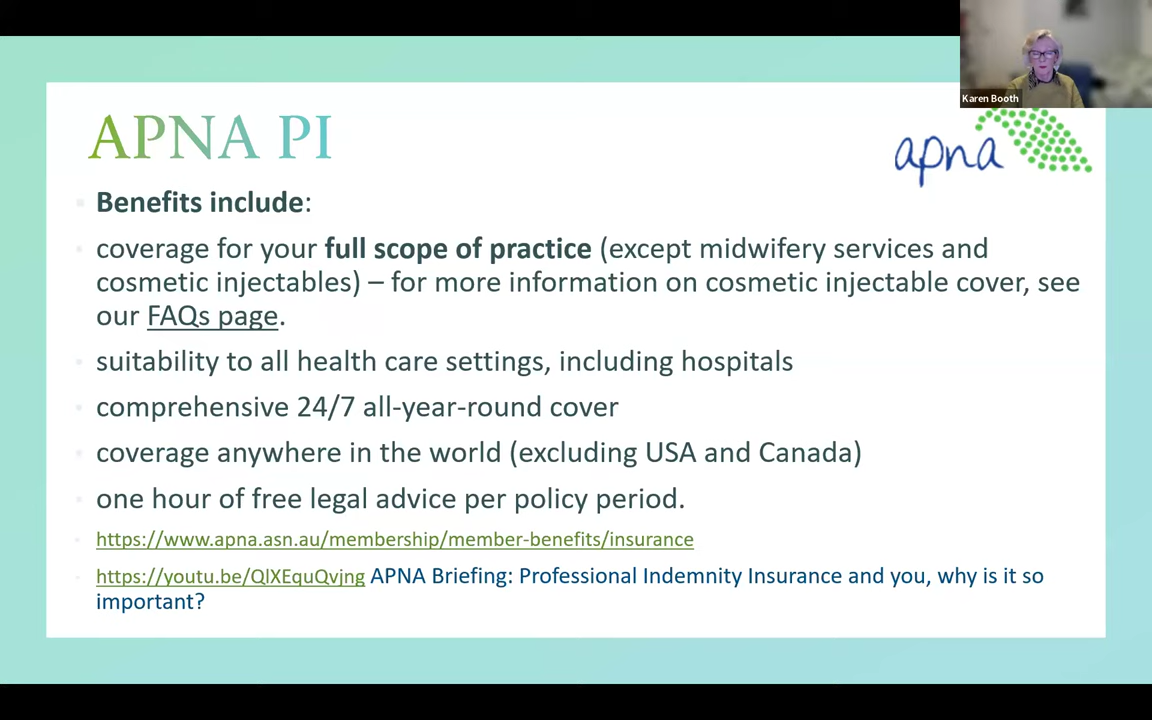 Karen Booth
APNA PI
apna
Benefits include:
coverage for your full scope of practice (except midwifery services and
cosmetic injectables) – for more information on cosmetic injectable cover, see
our FAQs page.
suitability to all health care settings, including hospitals
comprehensive 24/7 all-year-round cover
coverage anywhere in the world (excluding USA and Canada)
one hour of free legal advice per policy period.
https://www.apna.asn.au/membership/member-benefits/insurance
https://youtu.be/QlXEquQvjng APNA Briefing: Professional Indemnity Insurance and you, why is it so
important?